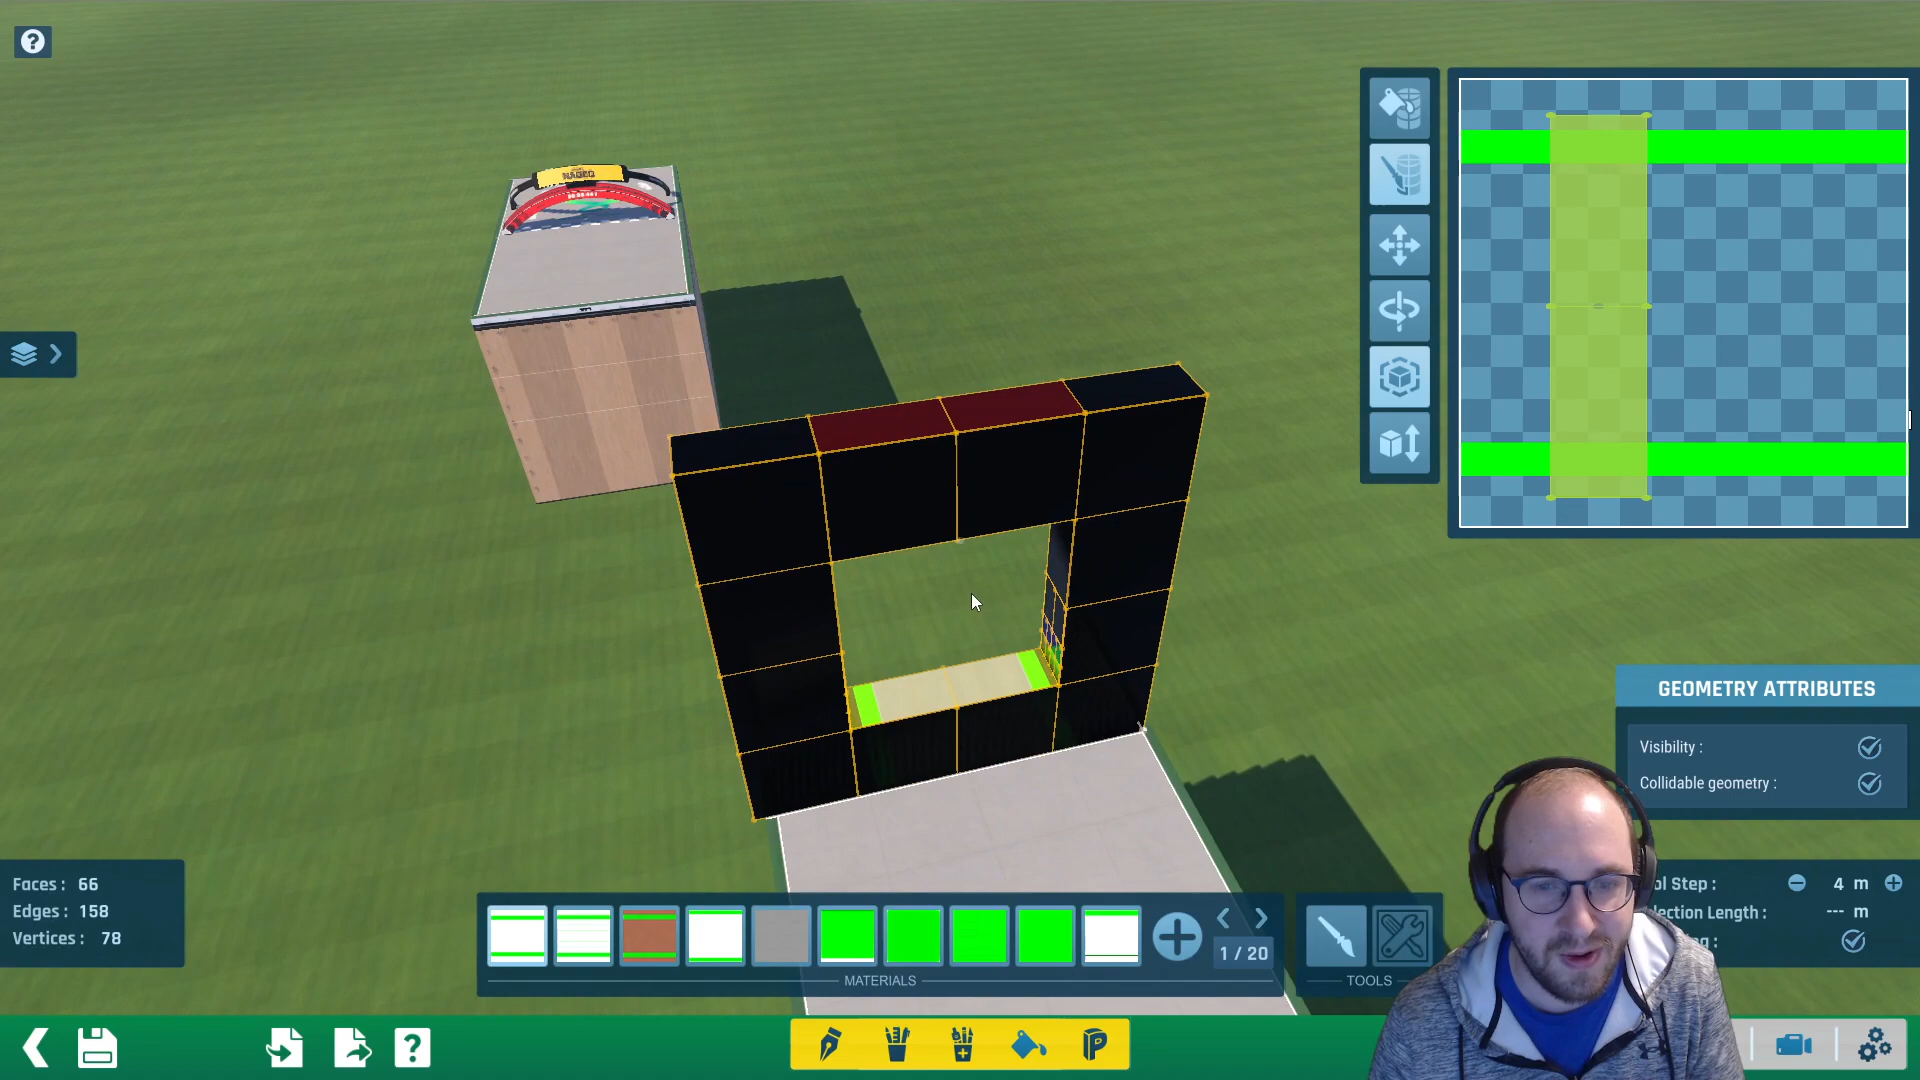 NADEO
GEOMETRY ATTRIBUTES
Visibility :
Collidable geometry :
Faces : 66
Edges : 158
Vertices : 78
ol Step : 4 m
lection Length : --- m
g :
1 / 20
MATERIALS
TOOLS